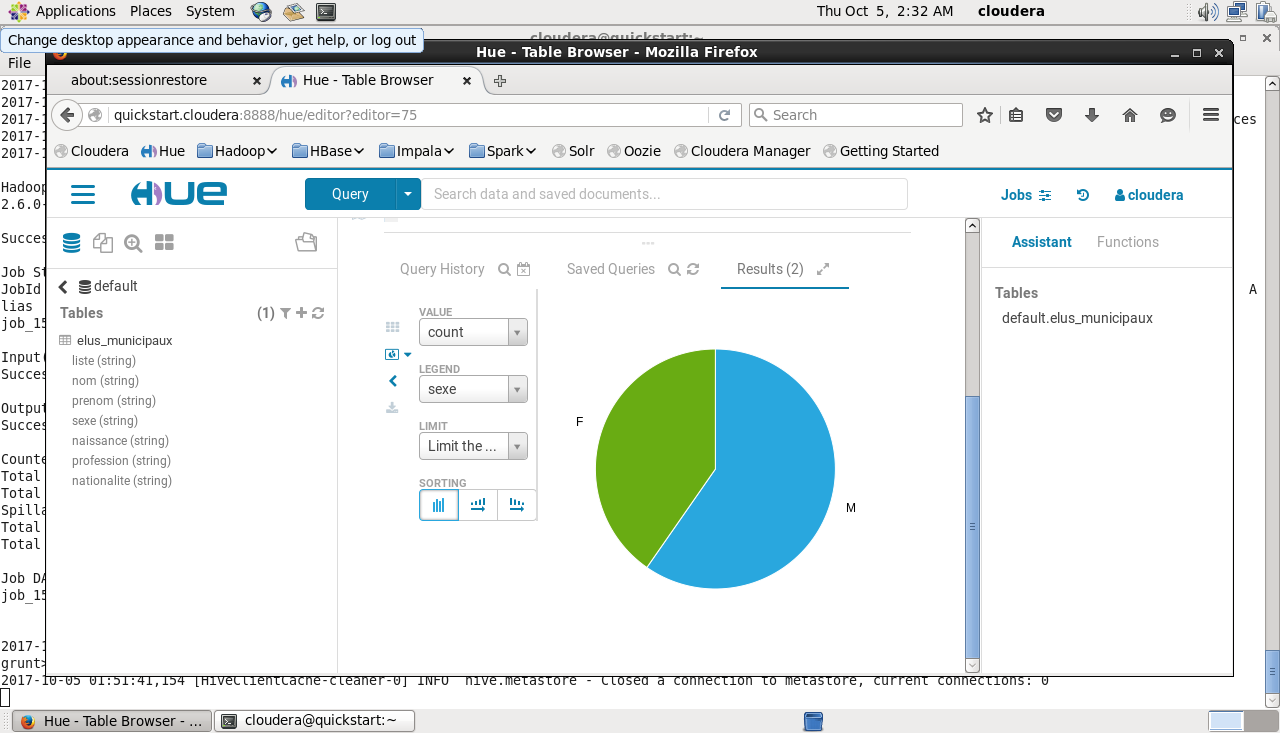 Applications Places System
Thu Oct 5, 2:32 AM cloudera
Change desktop appearance and behavior, get help, or log out
cloudera@quickstart:~
File
Hue - Table Browser - Mozilla Firefox
about:sessionrestore
Hue - Table Browser
quickstart.cloudera:8888/hue/editor?editor=75
Search
Cloudera Hue Hadoop HBase Impala Spark Solr Oozie Cloudera Manager Getting Started
HUE
Query
Search data and saved documents...
Jobs
cloudera
default
Tables (1)
elus_municipaux
liste (string)
nom (string)
prenom (string)
sexe (string)
naissance (string)
profession (string)
nationalite (string)
Query History
Saved Queries
Results (2)
VALUE
count
LEGEND
sexe
LIMIT
Limit the ...
SORTING
F
M
Assistant
Functions
Tables
default.elus_municipaux
2017-1
2017-1
2017-1
ces
2017-1
2017-1
Hadoop
2.6.0-
Succes
Job St
JobId
A
lias
job_15
Input(
Succes
Output
Succes
Counte
Total
Total
Spilla
Total
Total
Job DA
job_15
2017-1
grunt>
2017-10-05 01:51:41,154 [HiveClientCache-cleaner-0] INFO hive.metastore - Closed a connection to metastore, current connections: 0
Hue - Table Browser - ...
cloudera@quickstart:~